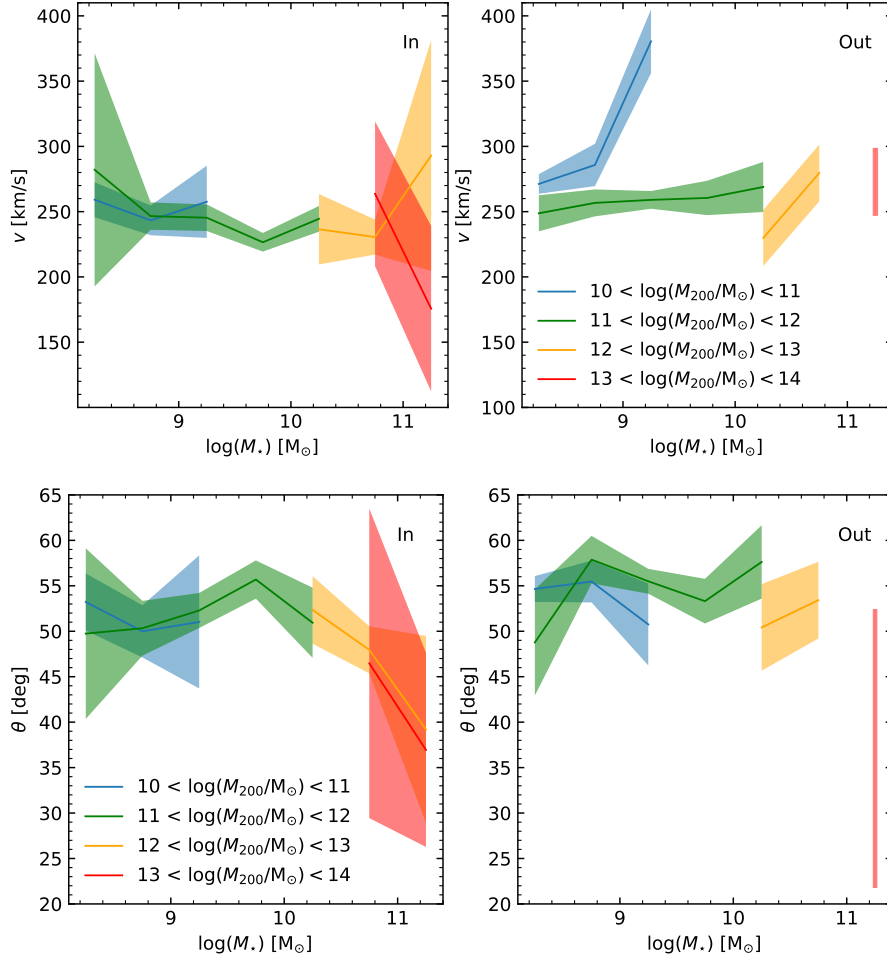 400
350
300
250
200
150
v [km/s]
In
9
10
11
log(M⋆) [M⊙]
400
350
300
250
200
150
100
v [km/s]
Out
10 < log(M200/M⊙) < 11
11 < log(M200/M⊙) < 12
12 < log(M200/M⊙) < 13
13 < log(M200/M⊙) < 14
9
10
11
log(M⋆) [M⊙]
65
60
55
50
45
40
35
30
25
20
θ [deg]
In
10 < log(M200/M⊙) < 11
11 < log(M200/M⊙) < 12
12 < log(M200/M⊙) < 13
13 < log(M200/M⊙) < 14
9
10
11
log(M⋆) [M⊙]
65
60
55
50
45
40
35
30
25
20
θ [deg]
Out
9
10
11
log(M⋆) [M⊙]